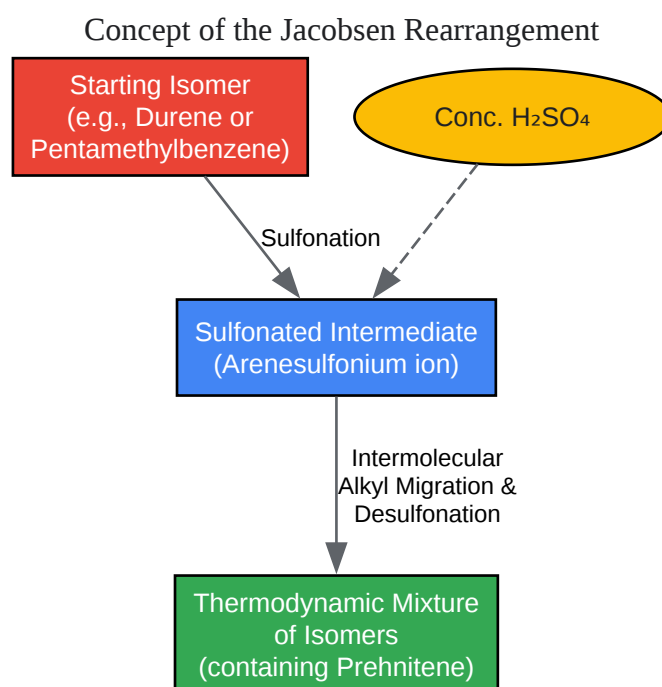 Concept of the Jacobsen Rearrangement
Starting Isomer
(e.g., Durene or
Pentamethylbenzene)
Conc. H₂SO₄
Sulfonation
Sulfonated Intermediate
(Arenesulfonium ion)
Intermolecular
Alkyl Migration &
Desulfonation
Thermodynamic Mixture
of Isomers
(containing Prehnitene)